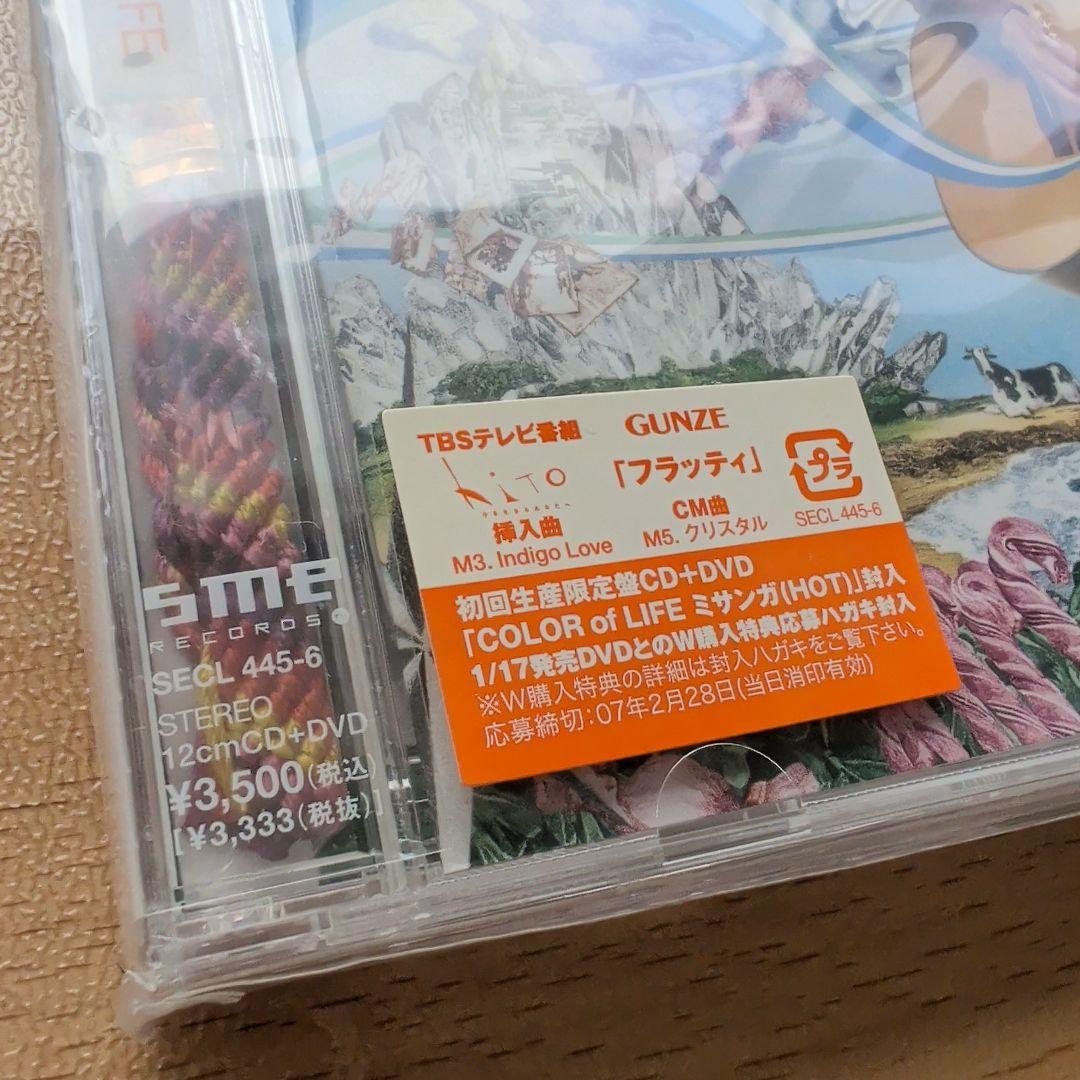 FE
TBSテレビ番組
hito
挿入曲
M3. Indigo Love
GUNZE
「フラッティ」
CM曲
M5. クリスタル
プラ
SECL 445-6
初回生産限定盤CD+DVD
「COLOR of LIFE ミサンガ(HOT)」封入
1/17発売DVDとのW購入特典応募ハガキ封入
※W購入特典の詳細は封入ハガキをご覧下さい。
応募締切:07年2月28日(当日消印有効)
sme
RECORDS
SECL 445-6
STEREO
12cmCD+DVD
¥3,500(税込)
[¥3,333(税抜)]